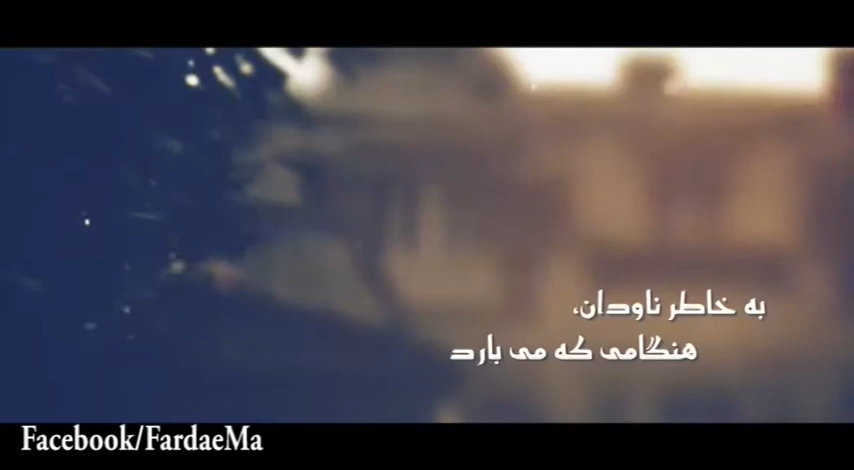 به خاطر ناودان،
هنگامی که می بارد
Facebook/FardaeMa